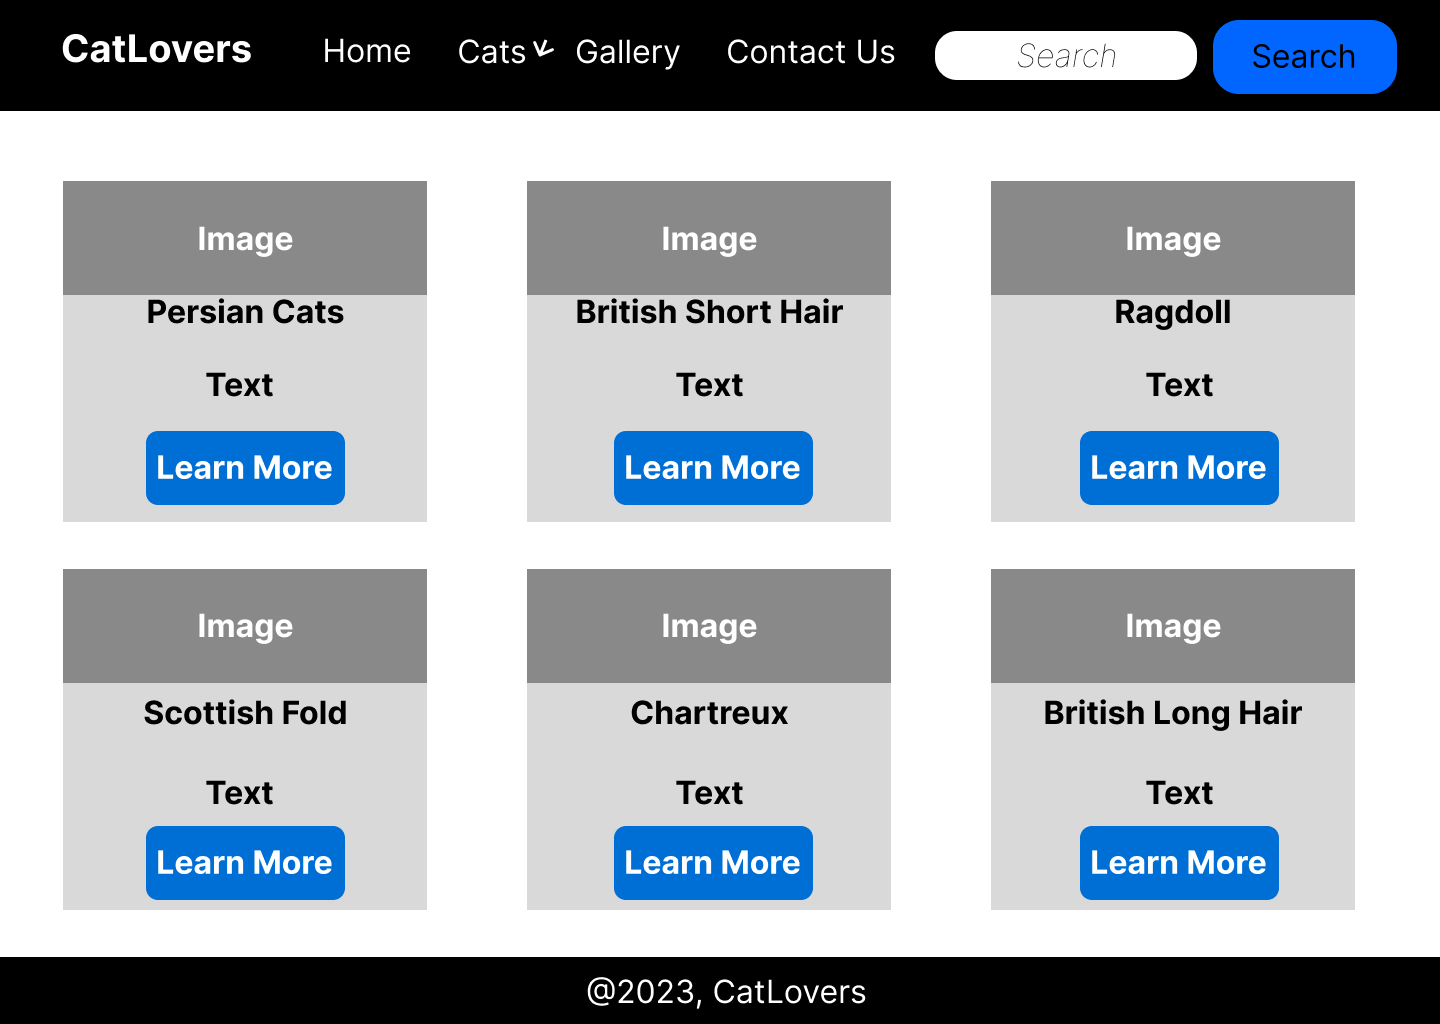 CatLovers Home Cats Gallery Contact Us Search Search
Image Image Image
Persian Cats British Short Hair Ragdoll
Text Text Text
Learn More Learn More Learn More
Image Image Image
Scottish Fold Chartreux British Long Hair
Text Text Text
Learn More Learn More Learn More
@2023, CatLovers